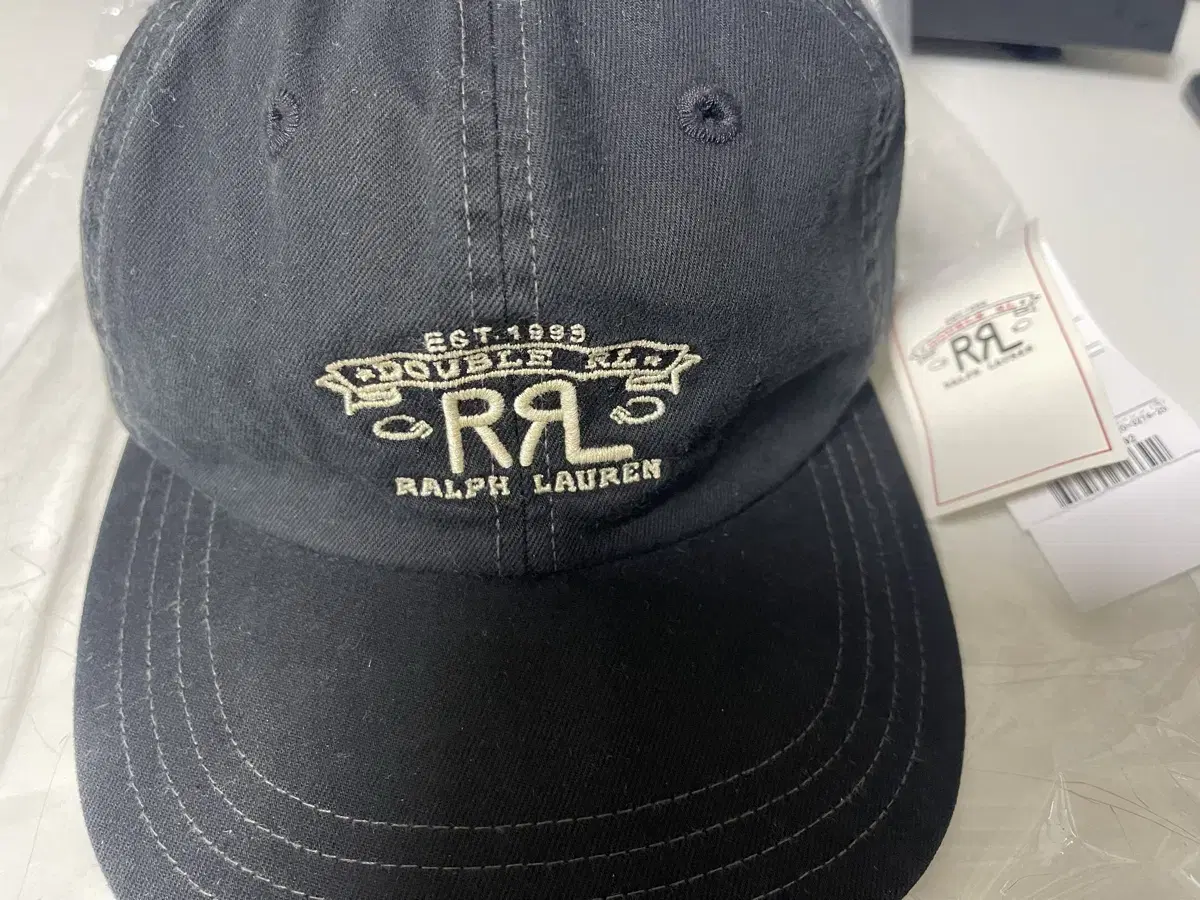 EST. 1993
DOUBLE RL
RRL
RALPH LAUREN
DOUBLE RL
RRL
RALPH LAUREN